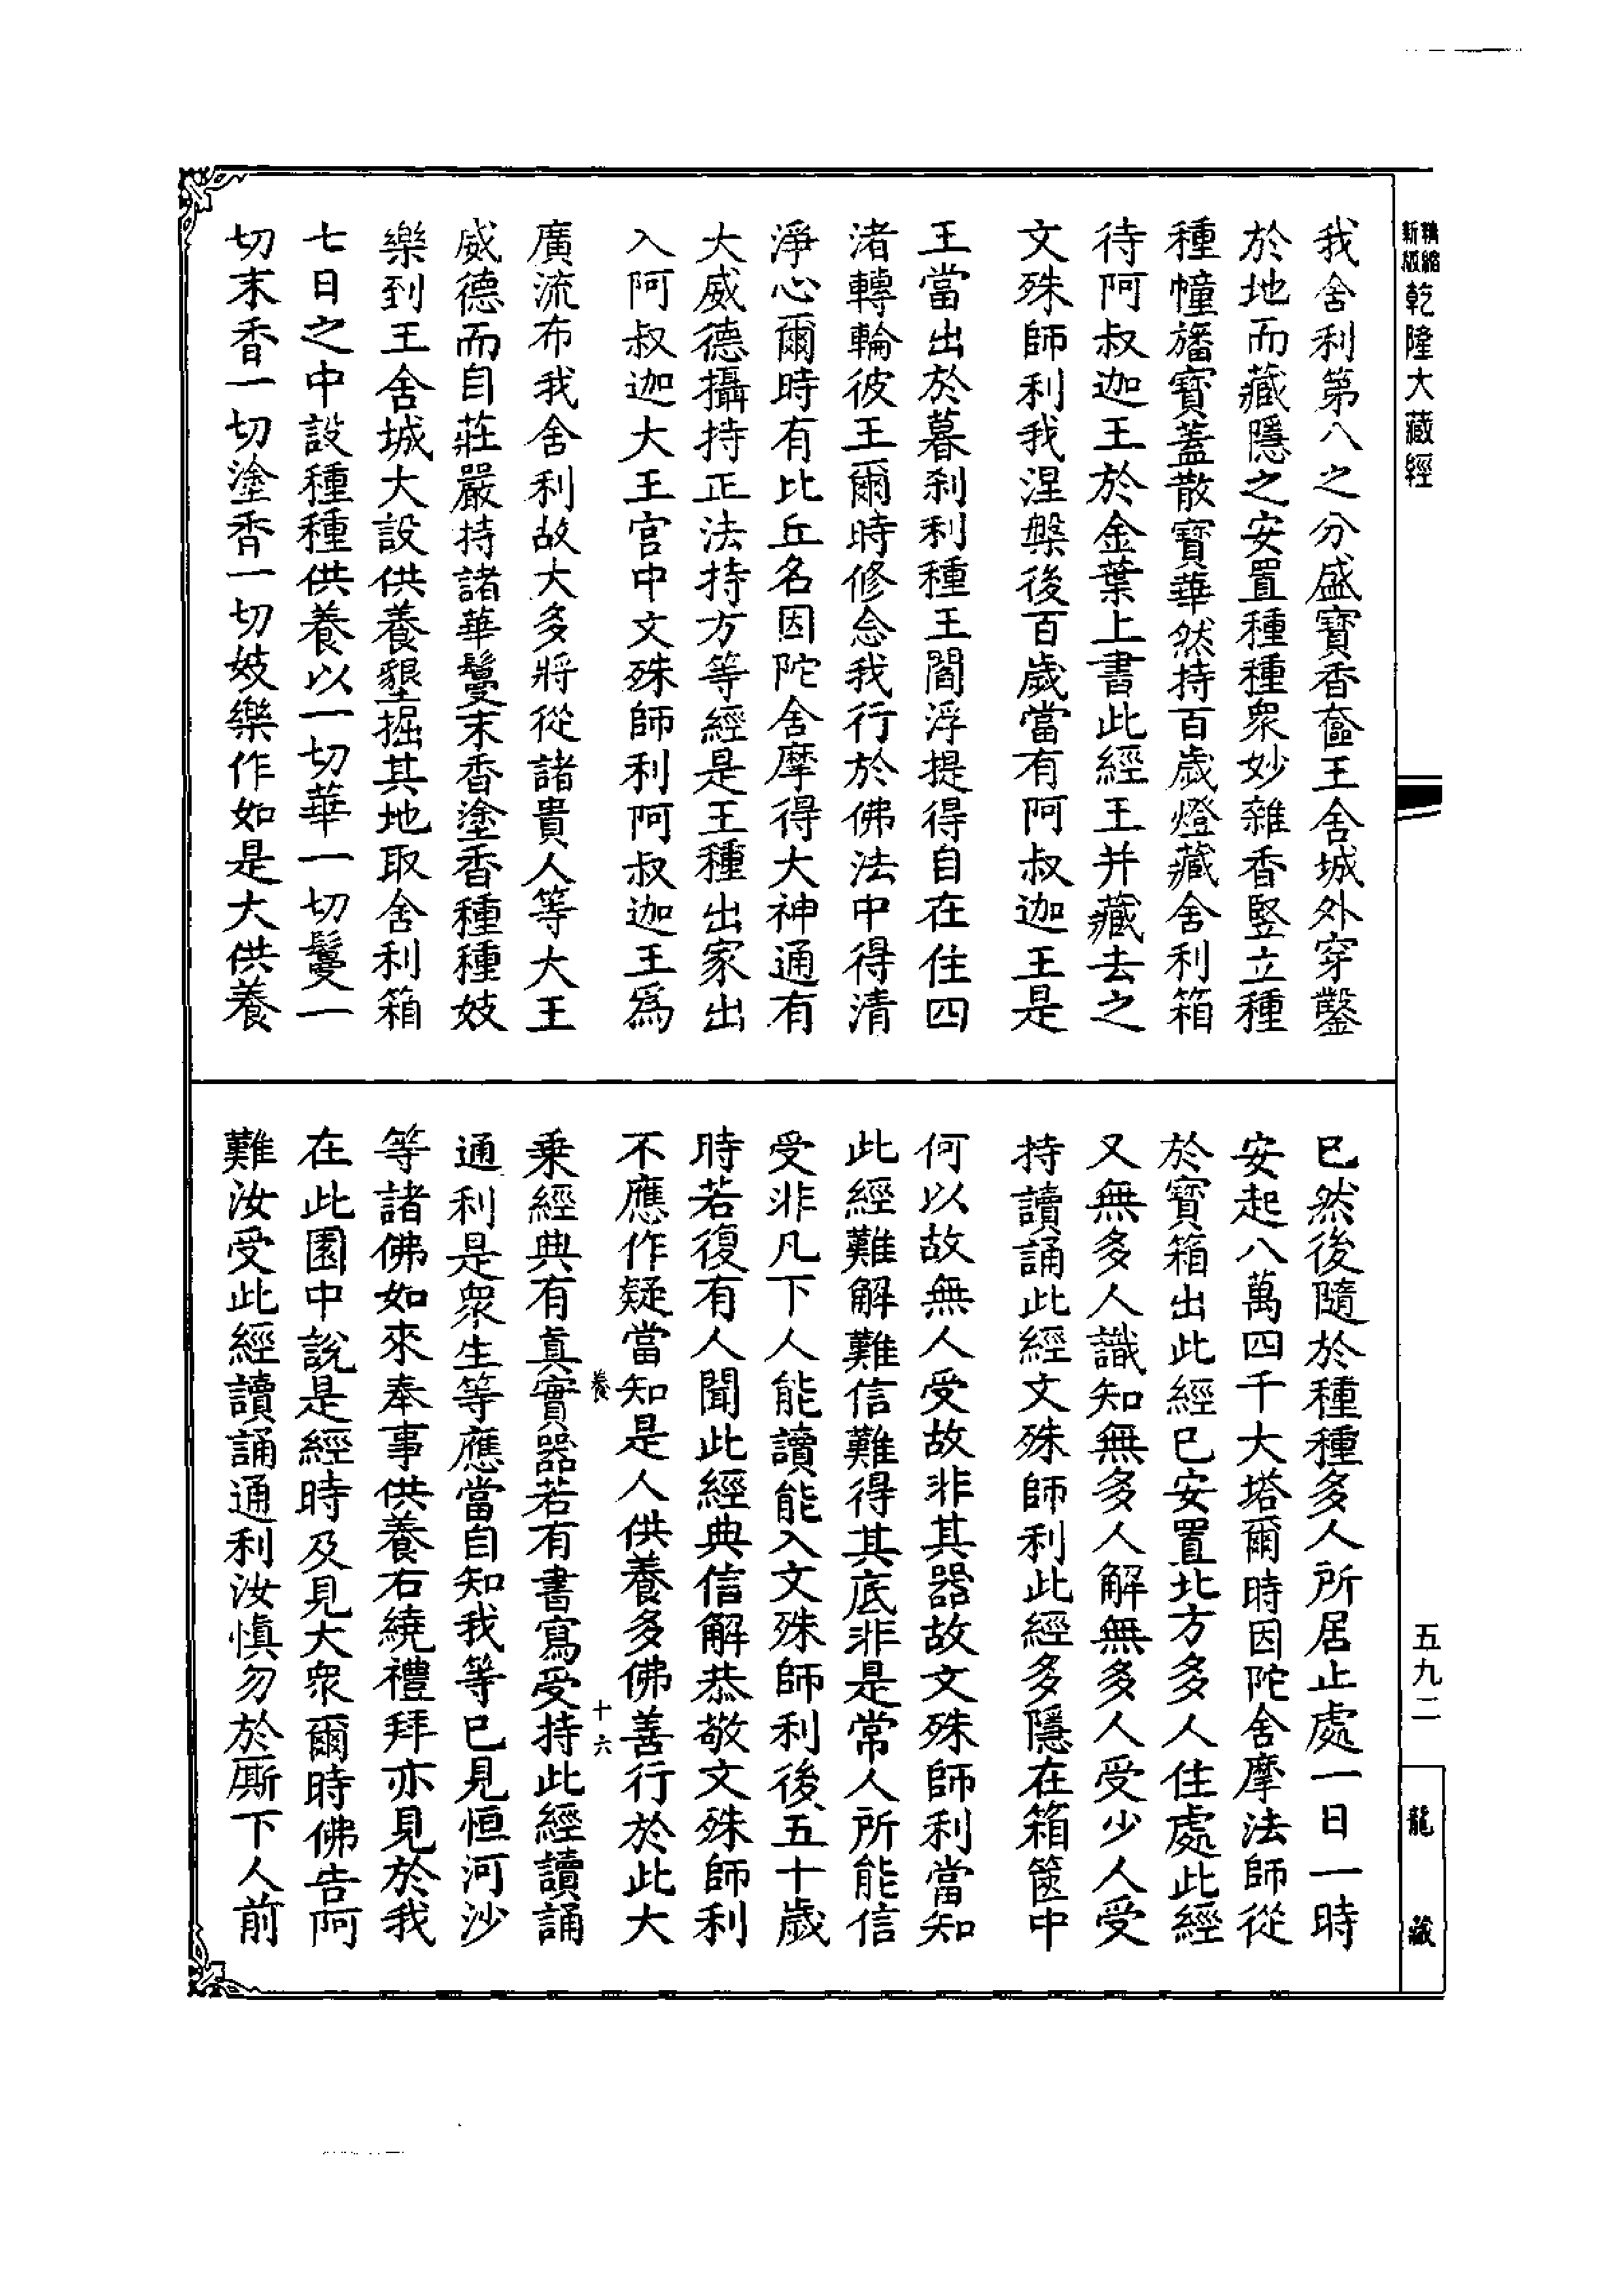 精縮新版乾隆大藏經
我舍利第八之分盛寶香奩王舍城外穿鑿
於地而藏隱之安置種種衆妙雜香豎立種
種幢旛寶蓋散寶華然持百歲燈藏舍利箱
待阿叔迦王於金葉上書此經王并藏去之
文殊師利我涅槃後百歲當有阿叔迦王是
王當出於暮刹利種王閻浮提得自在住四
渚轉輪彼王爾時修念我行於佛法中得清
淨心爾時有比丘名因陀舍摩得大神通有
大威德攝持正法持方等經是王種出家出
入阿叔迦大王宮中文殊師利阿叔迦王爲
廣流布我舍利故大多將從諸貴人等大王
威德而自莊嚴持諸華鬘末香塗香種種妓
樂到王舍城大設供養墾掘其地取舍利箱
七日之中設種種供養以一切華一切鬘一
切末香一切塗香一切妓樂作如是大供養
已然後隨於種種多人所居止處一日一時
安起八萬四千大塔爾時因陀舍摩法師從
於寶箱出此經已安置北方多人住處此經
又無多人識知無多人解無多人受少人受
持讀誦此經文殊師利此經多隱在箱篋中
何以故無人受故非其器故文殊師利當知
此經難解難信難得其底非是常人所能信
受非凡下人能讀能入文殊師利後五十歲
時若復有人聞此經典信解恭敬文殊師利
不應作疑當知是人供養多佛善行於此大
養 十六
乗經典有眞實器若有書寫受持此經讀誦
通利是衆生等應當自知我等已見恒河沙
等諸佛如來奉事供養右繞禮拜亦見於我
在此園中說是經時及見大衆爾時佛告阿
難汝受此經讀誦通利汝慎勿於厮下人前
五九二
龍藏